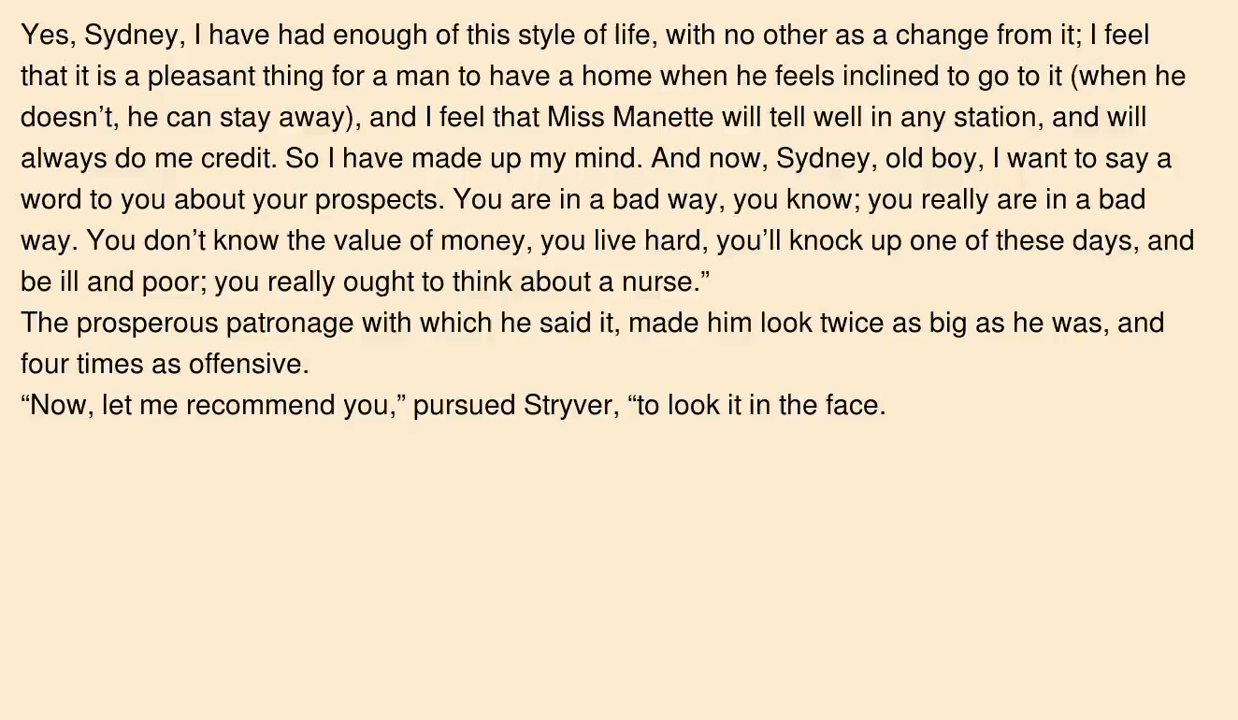 Yes, Sydney, I have had enough of this style of life, with no other as a change from it; I feel
that it is a pleasant thing for a man to have a home when he feels inclined to go to it (when he
doesn’t, he can stay away), and I feel that Miss Manette will tell well in any station, and will
always do me credit. So I have made up my mind. And now, Sydney, old boy, I want to say a
word to you about your prospects. You are in a bad way, you know; you really are in a bad
way. You don’t know the value of money, you live hard, you’ll knock up one of these days, and
be ill and poor; you really ought to think about a nurse.”
The prosperous patronage with which he said it, made him look twice as big as he was, and
four times as offensive.
“Now, let me recommend you,” pursued Stryver, “to look it in the face.